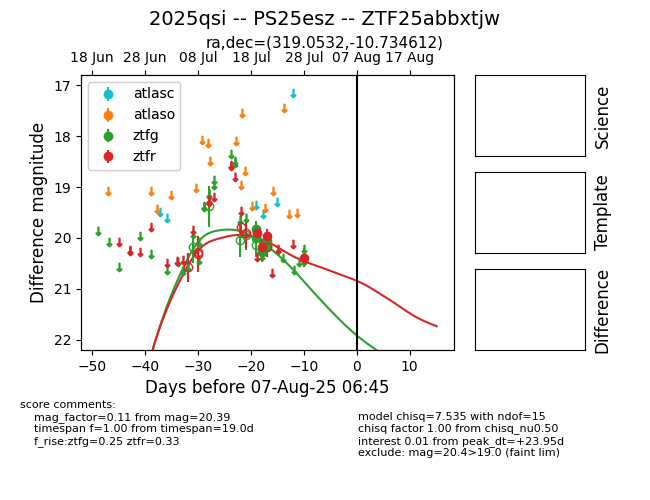 2025qsi -- PS25esz -- ZTF25abbxtjw
ra,dec=(319.0532,-10.734612)
18 Jun 28 Jun 08 Jul 18 Jul 28 Jul 07 Aug 17 Aug
17
18
19
20
21
22
Difference magnitude
atlasc
atlaso
ztfg
ztfr
−50 −40 −30 −20 −10 0 10
Days before 07-Aug-25 06:45
Science
Template
Difference
score comments:
mag_factor=0.11 from mag=20.39
timespan f=1.00 from timespan=19.0d
f_rise:ztfg=0.25 ztfr=0.33
model chisq=7.535 with ndof=15
chisq factor 1.00 from chisq_nu0.50
interest 0.01 from peak_dt=+23.95d
exclude: mag=20.4>19.0 (faint lim)